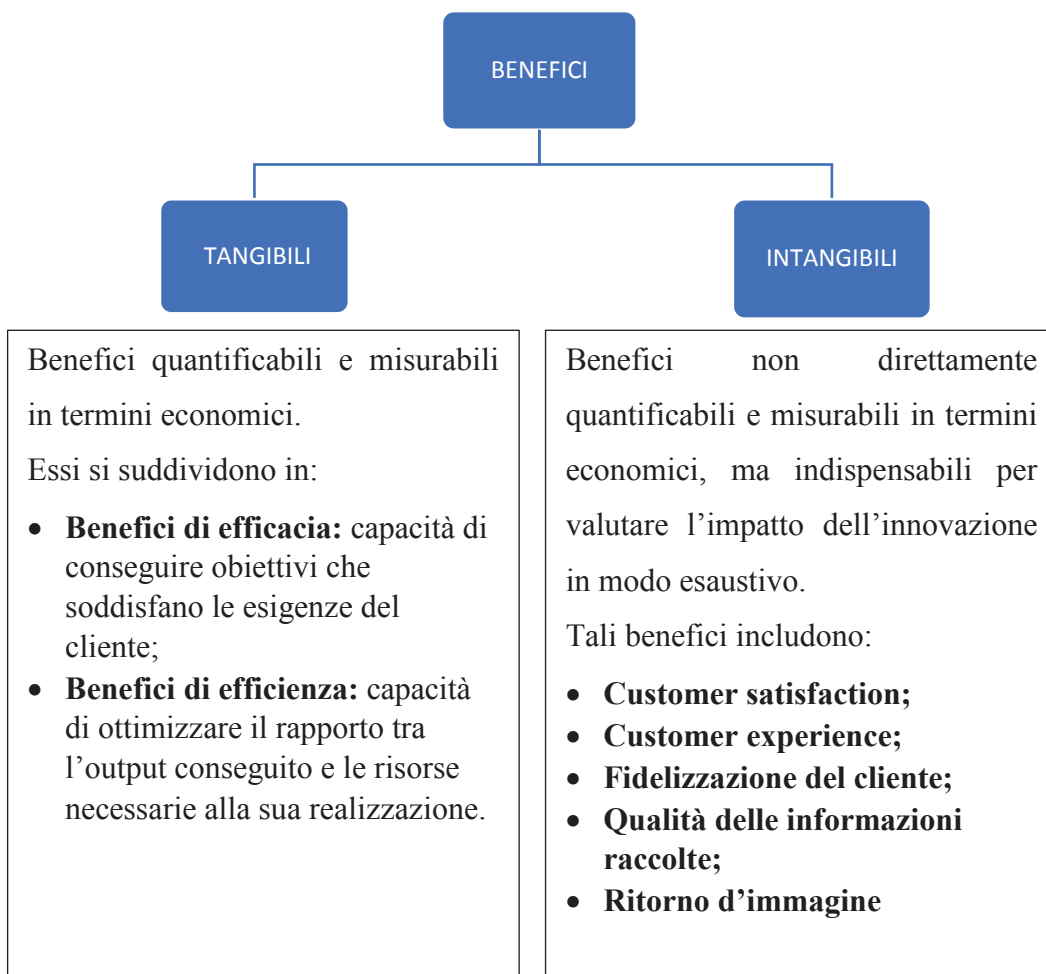 BENEFICI
TANGIBILI
INTANGIBILI
Benefici quantificabili e misurabili
in termini economici.
Essi si suddividono in:
• Benefici di efficacia: capacità di
conseguire obiettivi che
soddisfano le esigenze del
cliente;
• Benefici di efficienza: capacità
di ottimizzare il rapporto tra
l’output conseguito e le risorse
necessarie alla sua realizzazione.
Benefici non direttamente
quantificabili e misurabili in termini
economici, ma indispensabili per
valutare l’impatto dell’innovazione
in modo esaustivo.
Tali benefici includono:
• Customer satisfaction;
• Customer experience;
• Fidelizzazione del cliente;
• Qualità delle informazioni
raccolte;
• Ritorno d’immagine